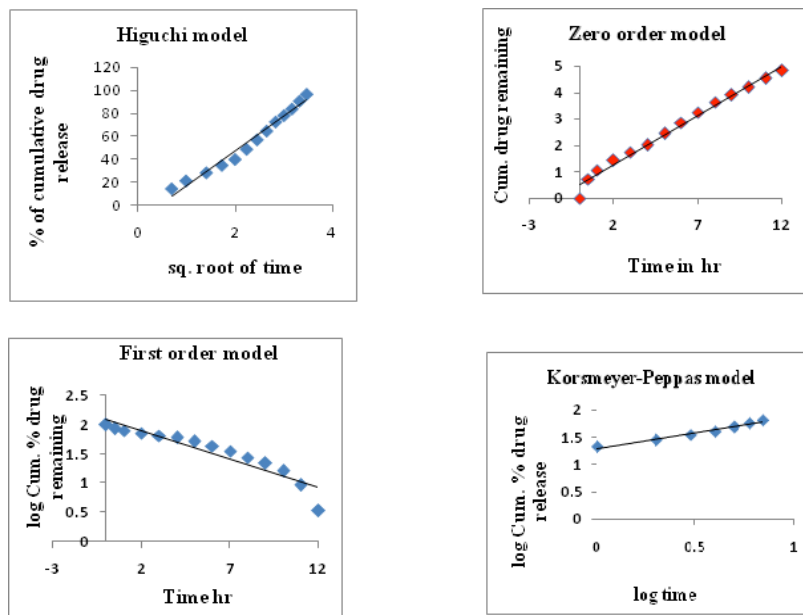 Higuchi model
120
100
80
60
40
20
0
0
2
4
% of cumulative drug
release
sq. root of time
Zero order model
5
4
3
2
1
0
-3
2
7
12
Cum. drug remaining
Time in hr
First order model
2.5
2
1.5
1
0.5
0
-3
2
7
12
log Cum. % drug
remaining
Time hr
Korsmeyer-Peppas model
2
1.5
1
0.5
0
0
0.5
1
log Cum. % drug
release
log time